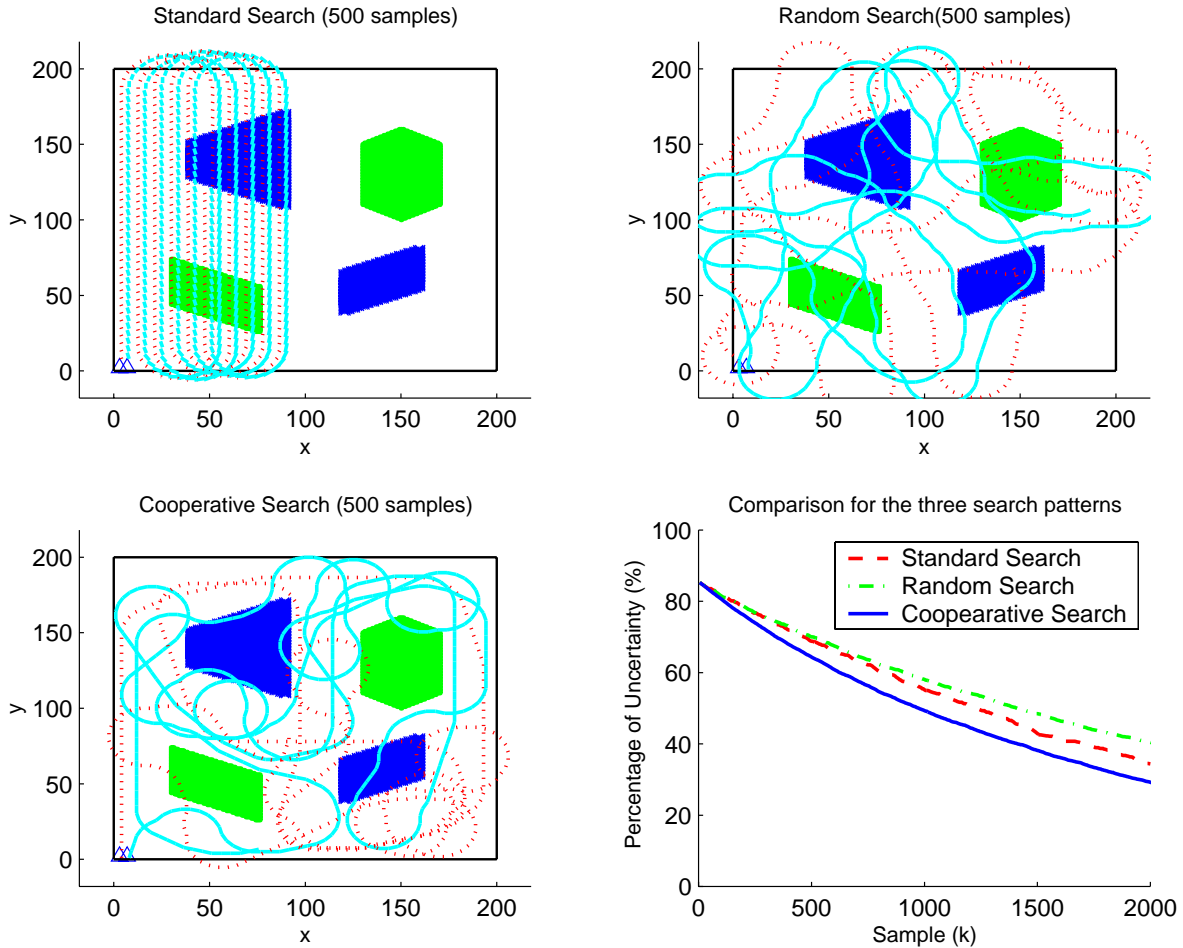 Standard Search (500 samples)
200
150
100
50
0
y
0 50 100 150 200
x
Random Search(500 samples)
200
150
100
50
0
y
0 50 100 150 200
x
Cooperative Search (500 samples)
200
150
100
50
0
y
0 50 100 150 200
x
Comparison for the three search patterns
100
80
60
40
20
0
Percentage of Uncertainty (%)
Standard Search
Random Search
Coopearative Search
0 500 1000 1500 2000
Sample (k)